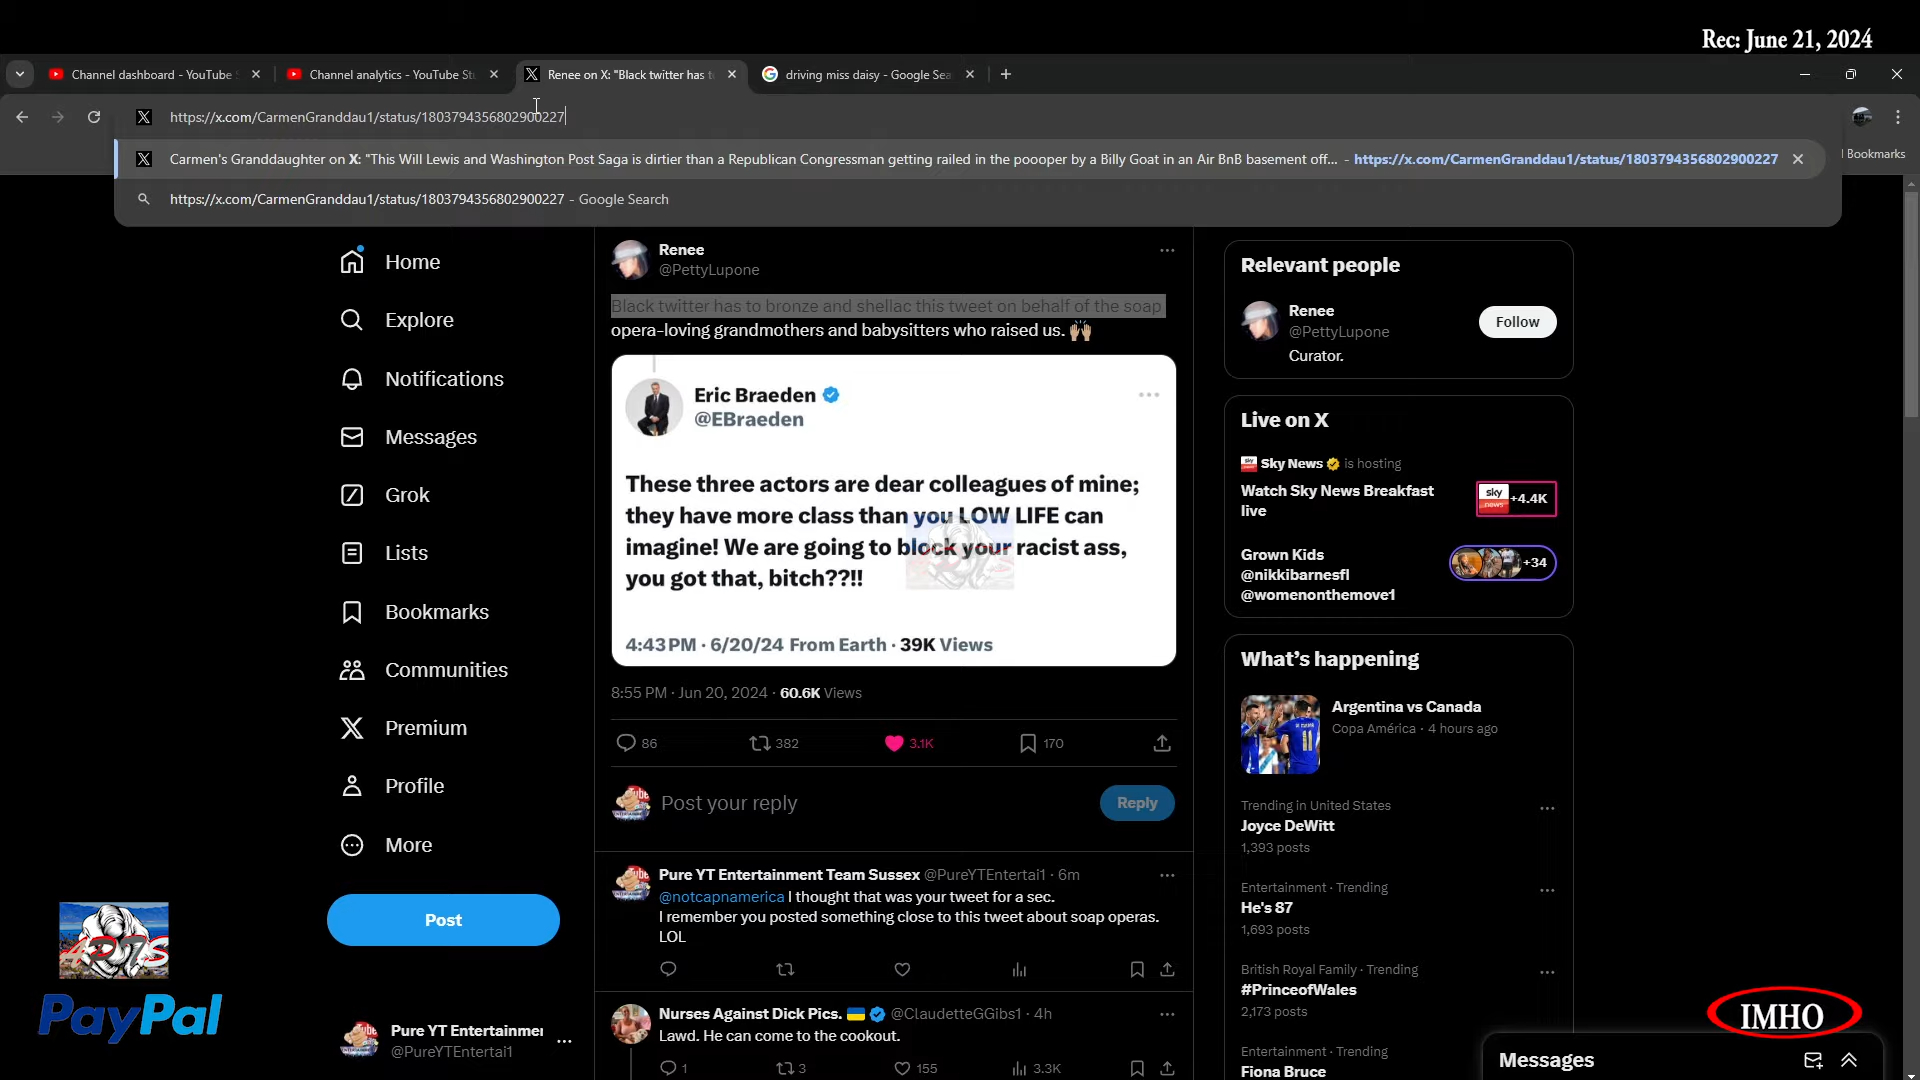 Rec: June 21, 2024
Channel dashboard - YouTube S
Channel analytics - YouTube Stu
Renee on X: "Black twitter has to
driving miss daisy - Google Sea
https://x.com/CarmenGranddau1/status/1803794356802900227
Carmen's Granddaughter on X: "This Will Lewis and Washington Post Saga is dirtier than a Republican Congressman getting railed in the poooper by a Billy Goat in an Air BnB basement off... - https://x.com/CarmenGranddau1/status/1803794356802900227
Bookmarks
https://x.com/CarmenGranddau1/status/1803794356802900227 - Google Search
Home
Explore
Notifications
Messages
Grok
Lists
Bookmarks
Communities
Premium
Profile
More
Post
Pure YT Entertainmen
@PureYTEntertai1
PayPal
Renee
@PettyLupone
Black twitter has to bronze and shellac this tweet on behalf of the soap
opera-loving grandmothers and babysitters who raised us. 🙌🏼
Eric Braeden
@EBraeden
These three actors are dear colleagues of mine;
they have more class than you LOW LIFE can
imagine! We are going to block your racist ass,
you got that, bitch??!!
4:43 PM · 6/20/24 From Earth · 39K Views
8:55 PM · Jun 20, 2024 · 60.6K Views
86
382
3.1K
170
Post your reply
Reply
Pure YT Entertainment Team Sussex @PureYTEntertai1 · 6m
@notcapnamerica I thought that was your tweet for a sec.
I remember you posted something close to this tweet about soap operas.
LOL
Nurses Against Dick Pics. 🇺🇦 @ClaudetteGGibs1 · 4h
Lawd. He can come to the cookout.
1
3
155
3.3K
Relevant people
Renee
@PettyLupone
Follow
Curator.
Live on X
Sky News is hosting
Watch Sky News Breakfast
live
sky
news
+4.4K
Grown Kids
@nikkibarnesfl
@womenonthemove1
+34
What's happening
Argentina vs Canada
Copa América · 4 hours ago
Trending in United States
Joyce DeWitt
1,393 posts
Entertainment · Trending
He's 87
1,693 posts
British Royal Family · Trending
#PrinceofWales
2,173 posts
Entertainment · Trending
Fiona Bruce
IMHO
Messages